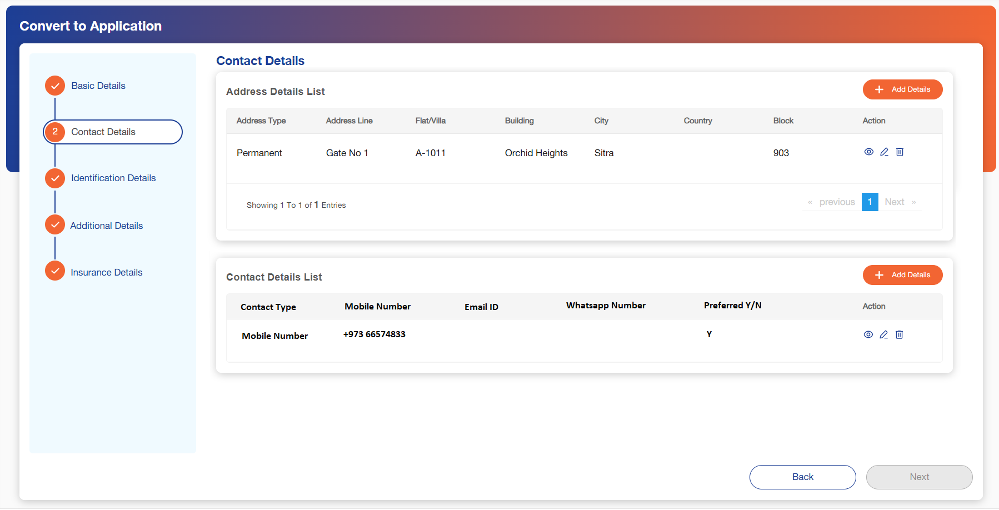 Convert to Application
Basic Details
2 Contact Details
Identification Details
Additional Details
Insurance Details
Contact Details
Address Details List
+ Add Details
Address Type Address Line Flat/Villa Building City Country Block Action
Permanent Gate No 1 A-1011 Orchid Heights Sitra 903
Showing 1 To 1 of 1 Entries
« previous 1 Next »
Contact Details List
+ Add Details
Contact Type Mobile Number Email ID Whatsapp Number Preferred Y/N Action
Mobile Number +973 66574833 Y
Back
Next